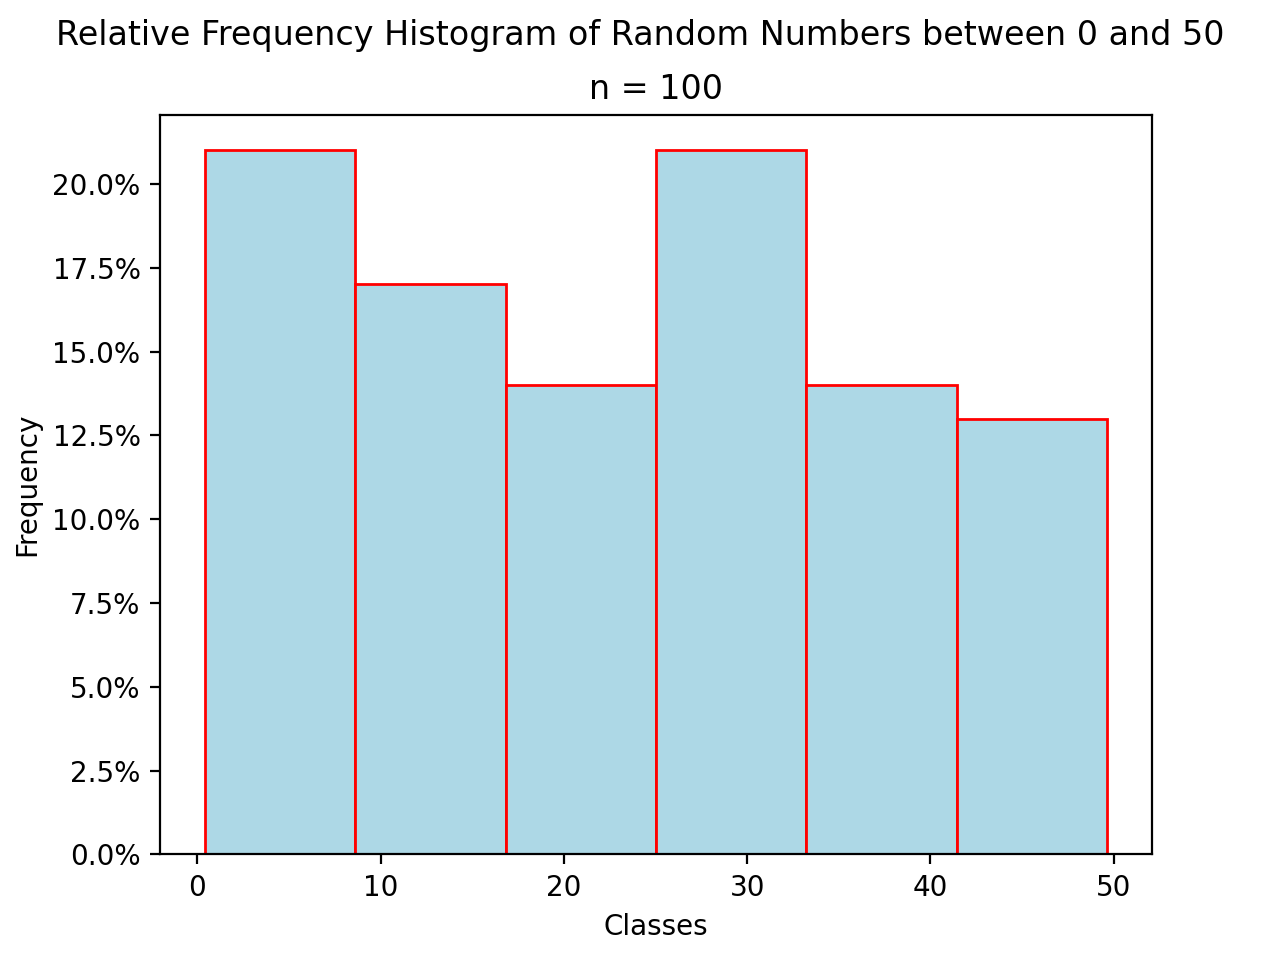 Relative Frequency Histogram of Random Numbers between 0 and 50
n = 100
20.0%
17.5%
15.0%
12.5%
10.0%
7.5%
5.0%
2.5%
0.0%
Frequency
0 10 20 30 40 50
Classes